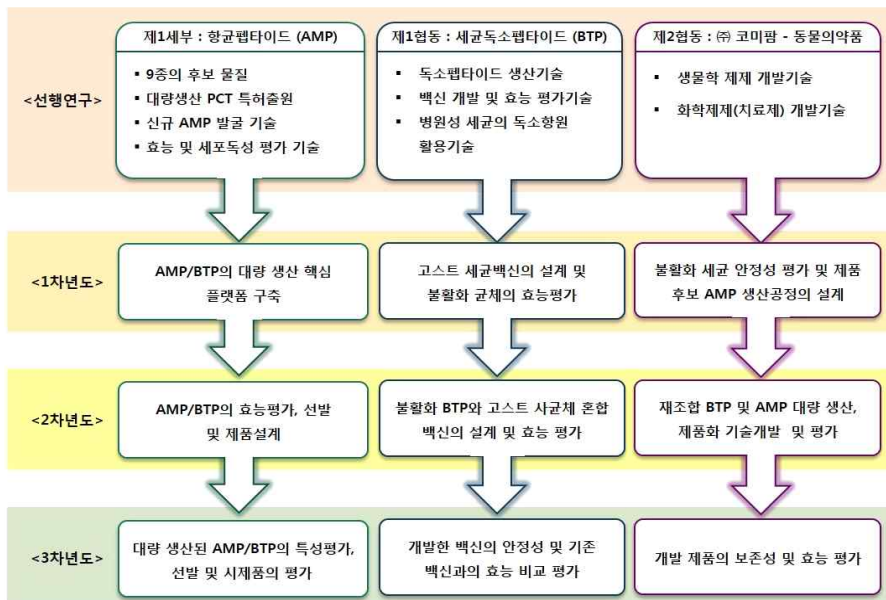 <선행연구>
제1세부 : 항균펩타이드 (AMP)
▪ 9종의 후보 물질
▪ 대량생산 PCT 특허출원
▪ 신규 AMP 발굴 기술
▪ 효능 및 세포독성 평가 기술
제1협동 : 세균독소펩타이드 (BTP)
▪ 독소펩타이드 생산기술
▪ 백신 개발 및 효능 평가기술
▪ 병원성 세균의 독소항원
활용기술
제2협동 : ㈜ 코미팜 - 동물의약품
▪ 생물학 제제 개발기술
▪ 화학제제(치료제) 개발기술
<1차년도>
AMP/BTP의 대량 생산 핵심
플랫폼 구축
고스트 세균백신의 설계 및
불활화 균체의 효능평가
불활화 세균 안정성 평가 및 제품
후보 AMP 생산공정의 설계
<2차년도>
AMP/BTP의 효능평가, 선발
및 제품설계
불활화 BTP와 고스트 사균체 혼합
백신의 설계 및 효능 평가
재조합 BTP 및 AMP 대량 생산,
제품화 기술개발 및 평가
<3차년도>
대량 생산된 AMP/BTP의 특성평가,
선발 및 시제품의 평가
개발한 백신의 안정성 및 기존
백신과의 효능 비교 평가
개발 제품의 보존성 및 효능 평가